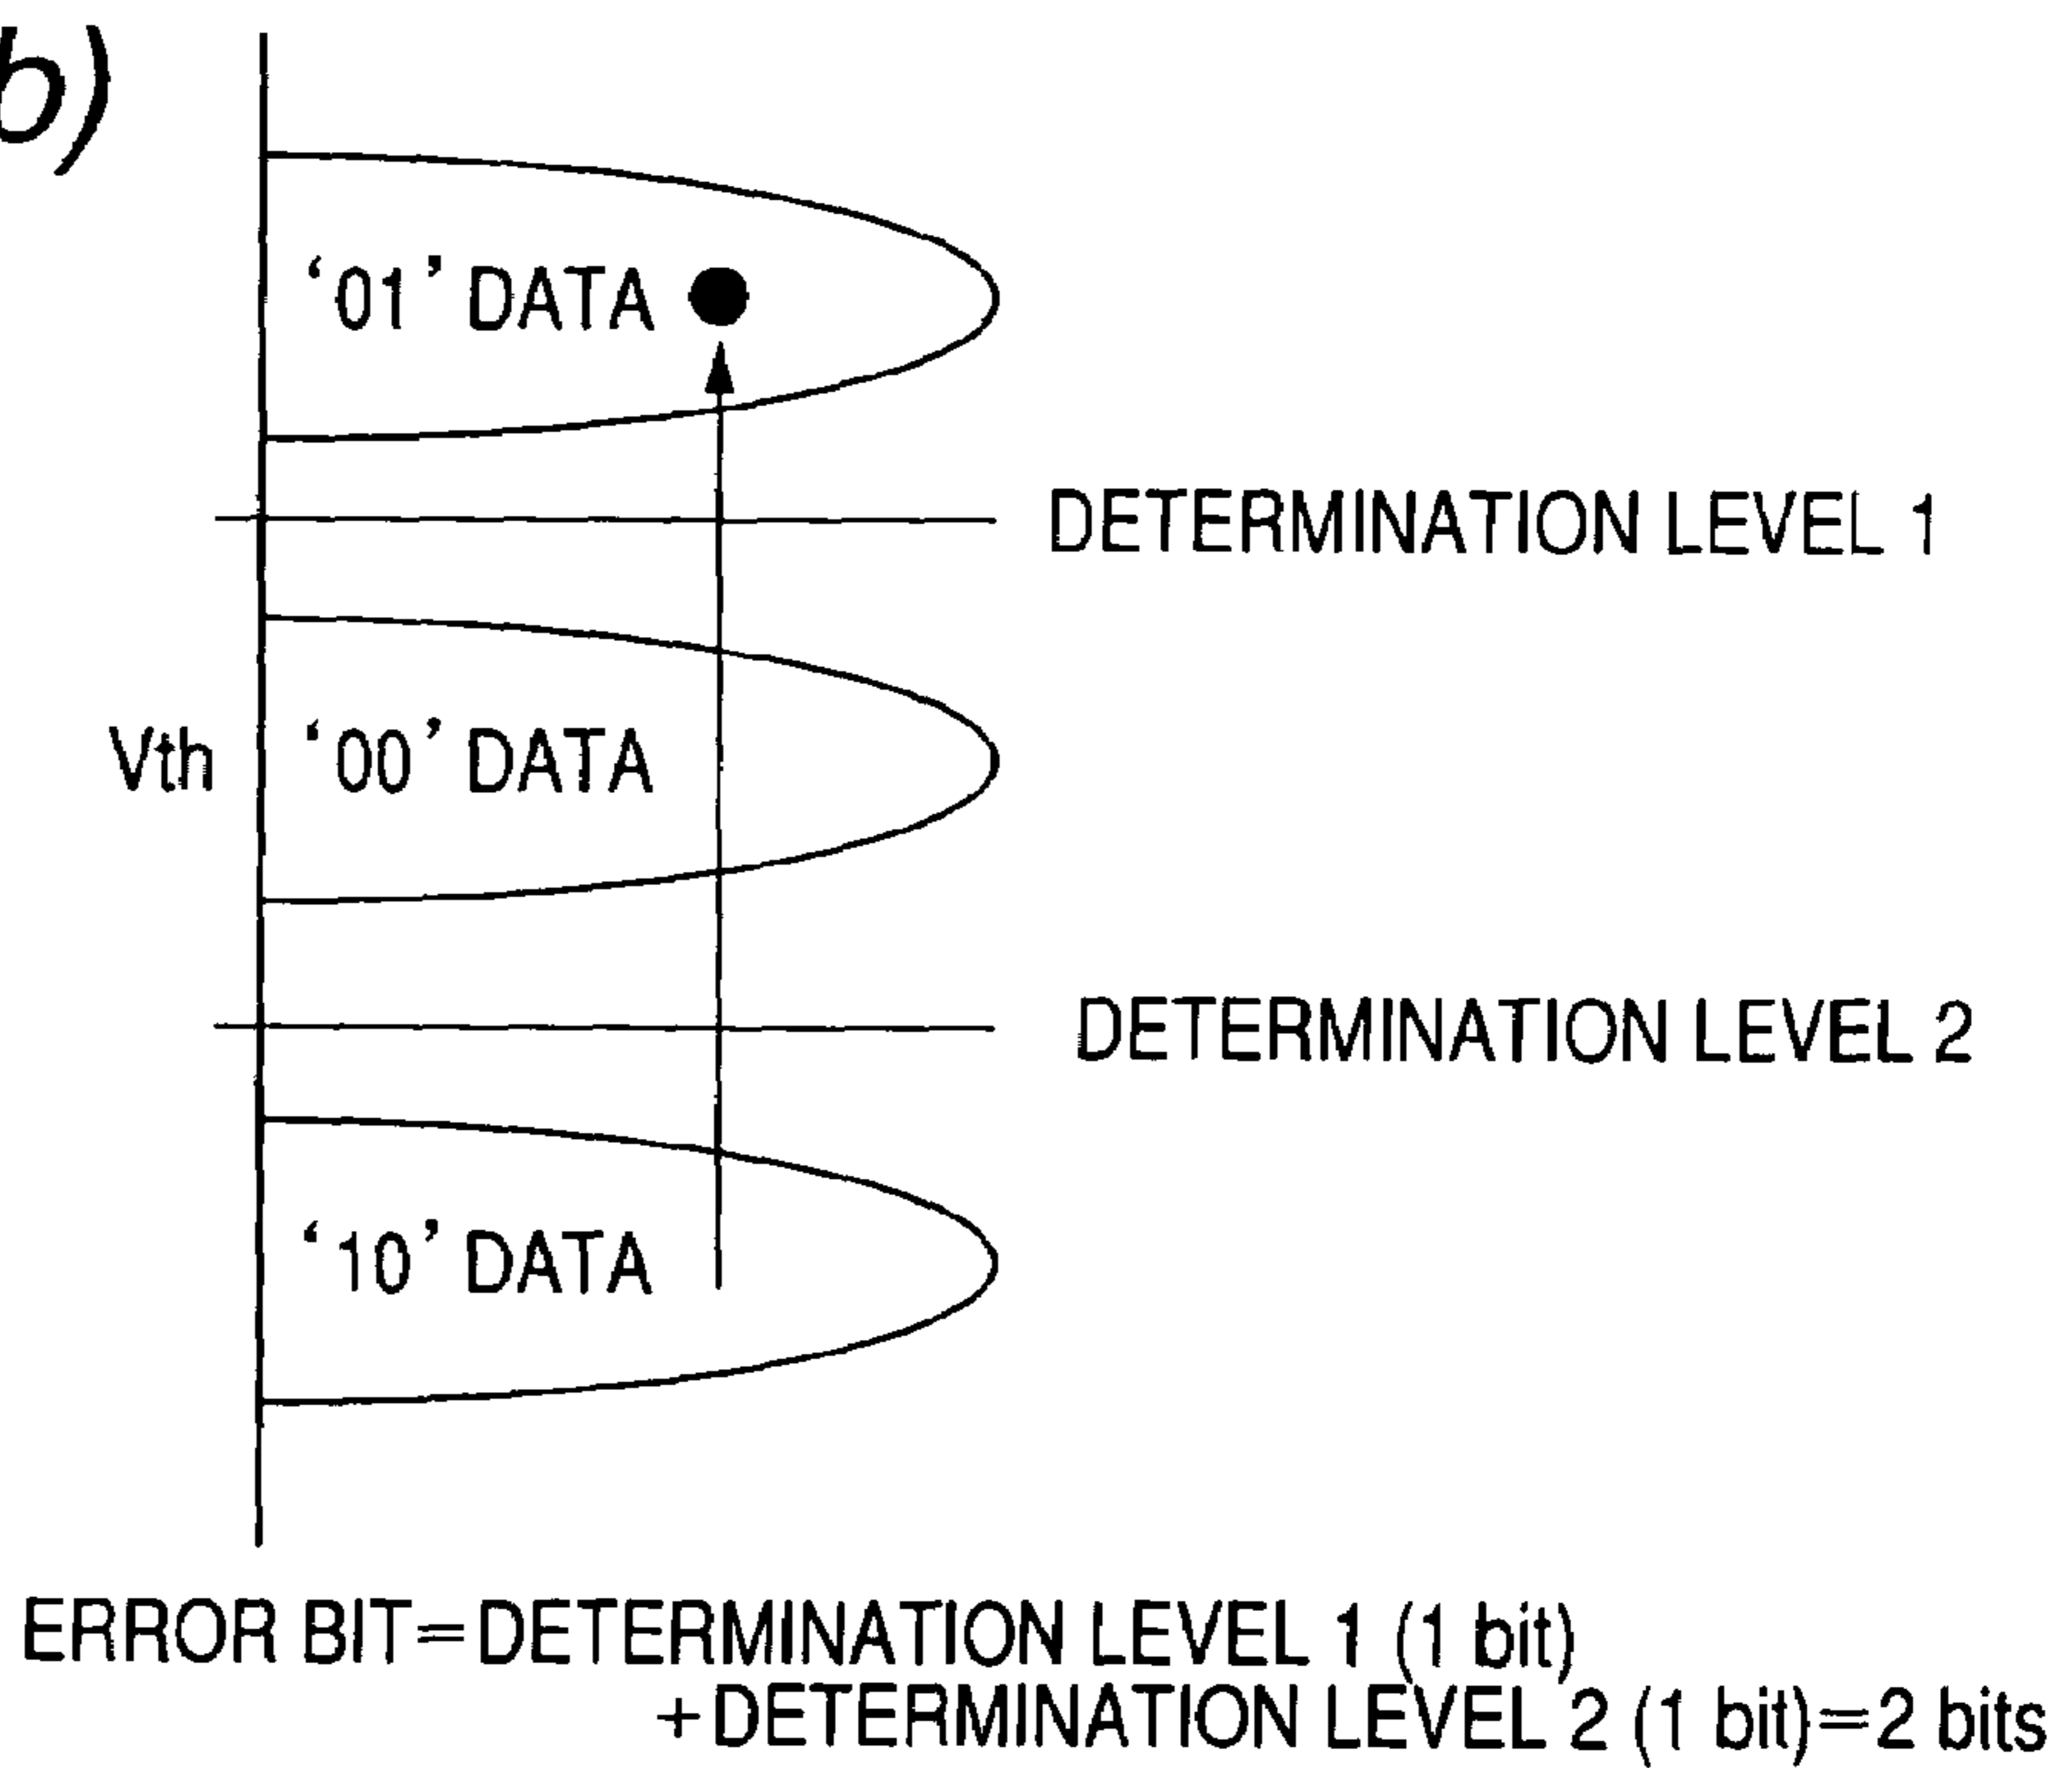 b)
‘01’ DATA
DETERMINATION LEVEL 1
Vth ‘00’ DATA
DETERMINATION LEVEL 2
‘10’ DATA
ERROR BIT=DETERMINATION LEVEL 1 (1 bit)
+DETERMINATION LEVEL 2 (1 bit)=2 bits